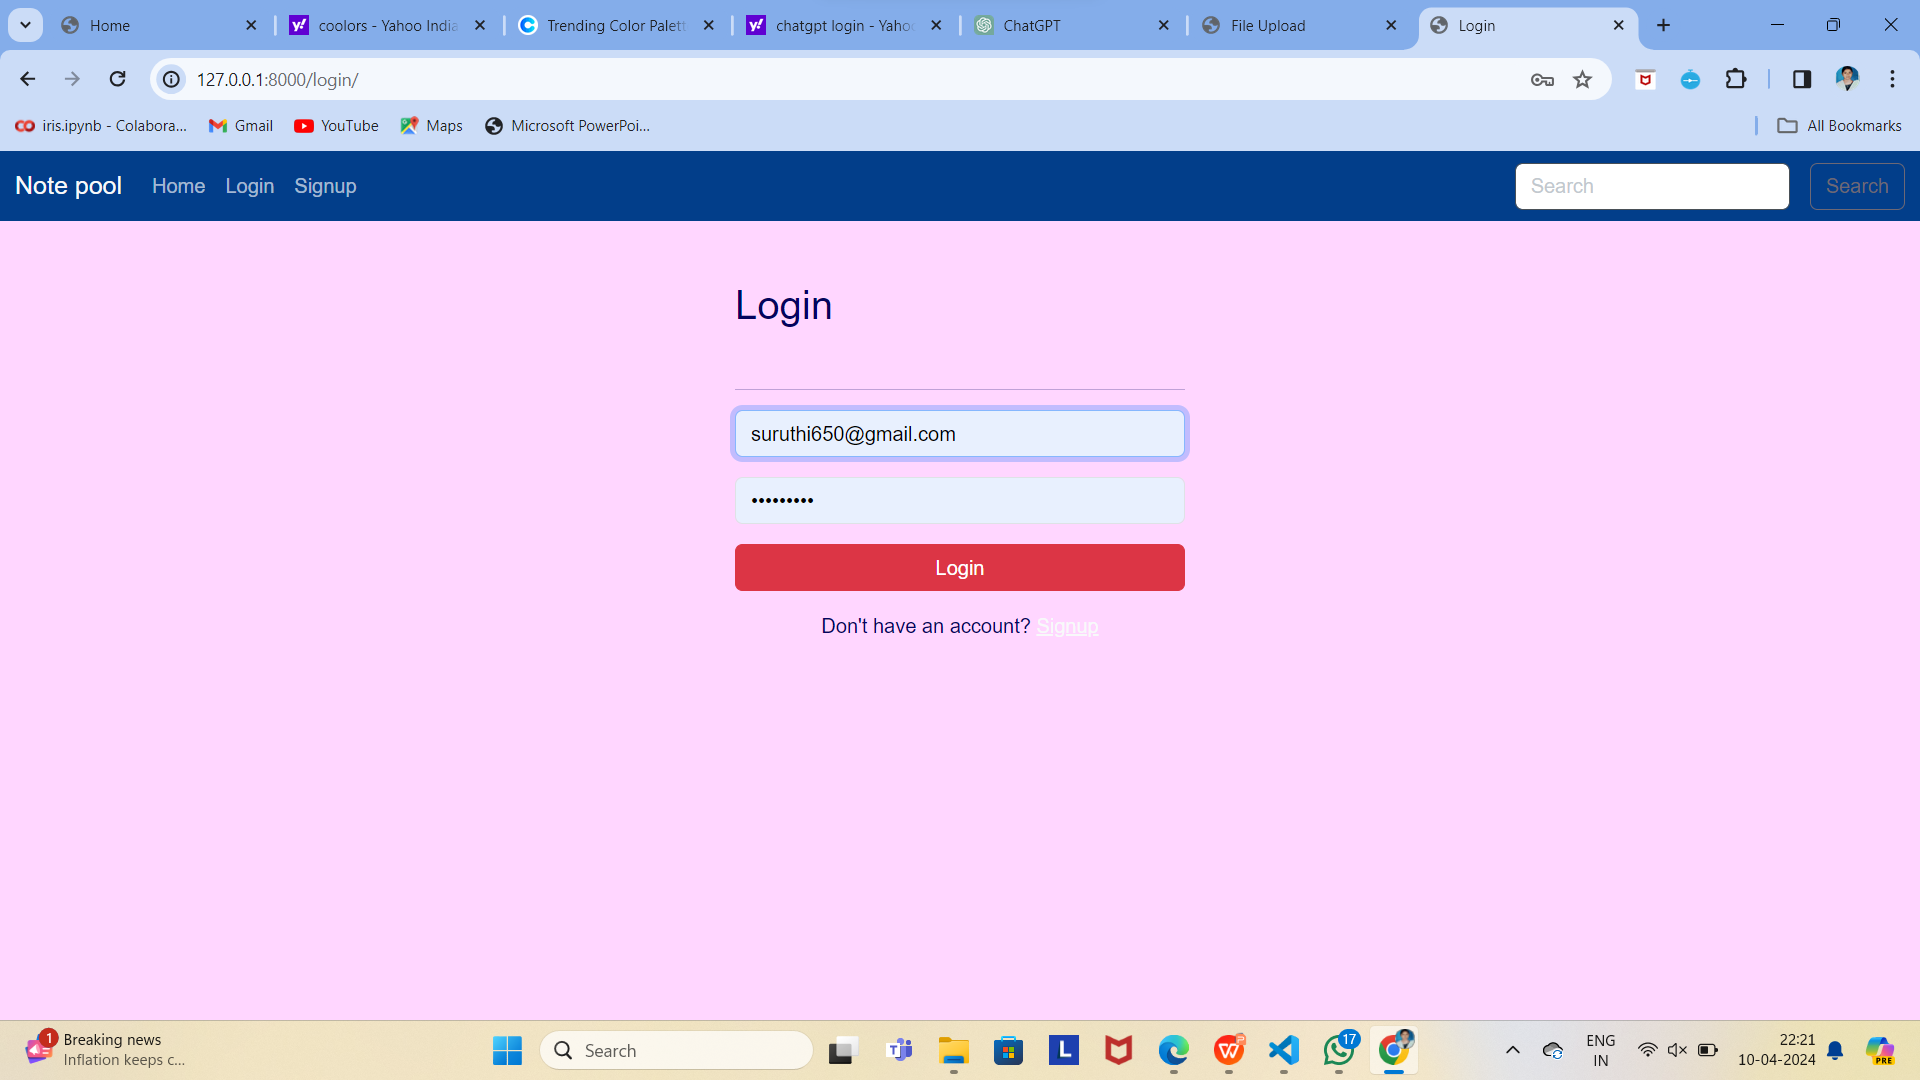 Home
coolors - Yahoo India
Trending Color Palett
chatgpt login - Yahoo
ChatGPT
File Upload
Login
127.0.0.1:8000/login/
iris.ipynb - Colabora...
Gmail
YouTube
Maps
Microsoft PowerPoi...
All Bookmarks
Note pool
Home
Login
Signup
Search
Search
Login
suruthi650@gmail.com
•••••••••
Login
Don't have an account? Signup
1
Breaking news
Inflation keeps c...
Search
L
17
ENG
IN
22:21
10-04-2024
PRE